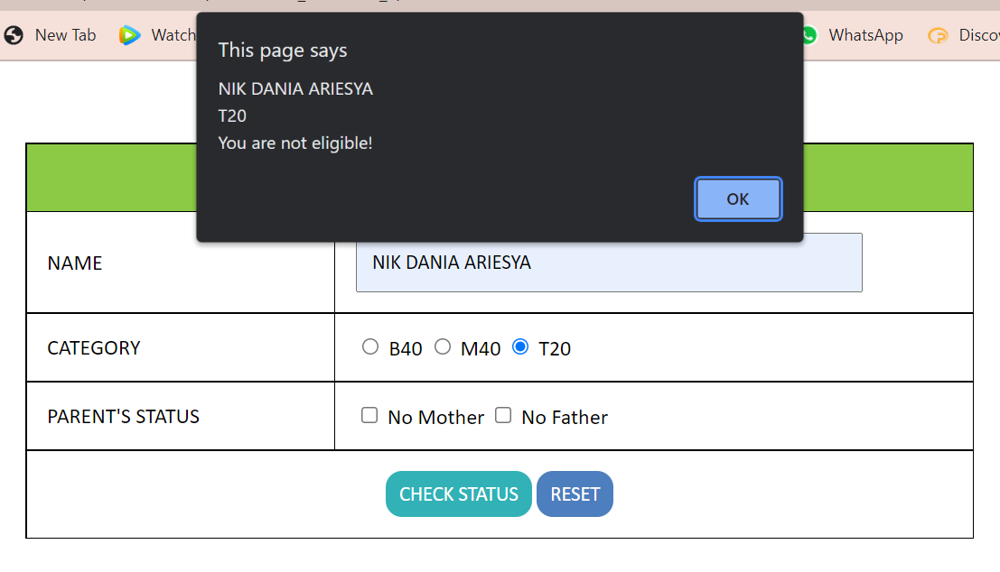 New Tab
Watch
WhatsApp
Disco
This page says
NIK DANIA ARIESYA
T20
You are not eligible!
OK
NAME
NIK DANIA ARIESYA
CATEGORY
B40 M40 T20
PARENT'S STATUS
No Mother No Father
CHECK STATUS RESET